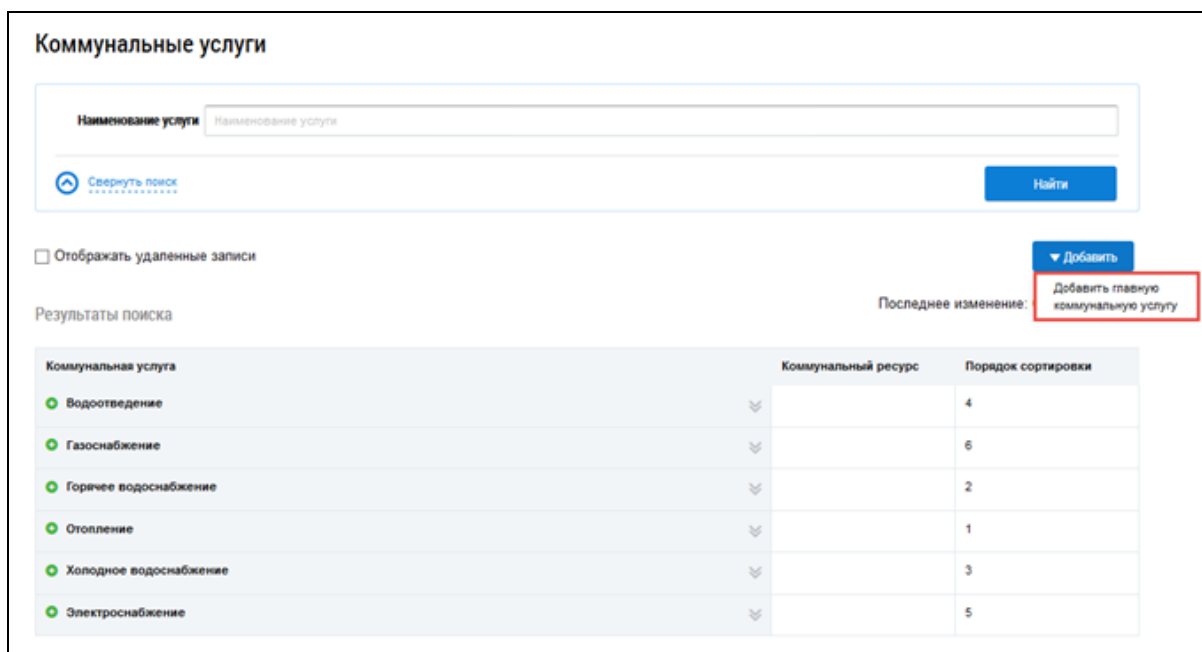 Коммунальные услуги
Наименование услуги Наименование услуги
Свернуть поиск Найти
Отображать удаленные записи Добавить
Добавить главную
Последнее изменение: коммунальную услугу
Результаты поиска
Коммунальная услуга Коммунальный ресурс Порядок сортировки
Водоотведение 4
Газоснабжение 6
Горячее водоснабжение 2
Отопление 1
Холодное водоснабжение 3
Электроснабжение 5